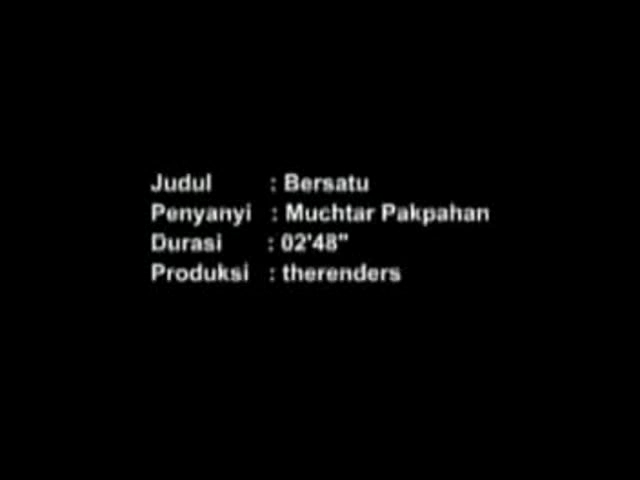 Judul : Bersatu
Penyanyi : Muchtar Pakpahan
Durasi : 02'48"
Produksi : therenders